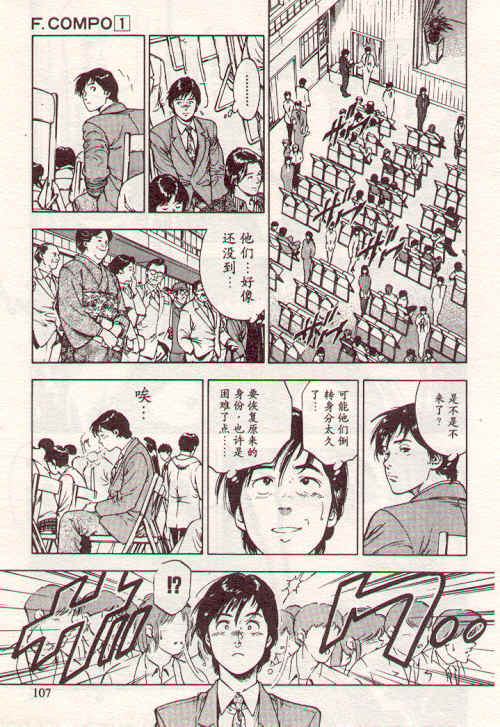 F. COMPO 1
………
他们…好像
还没到…
是不是不
来了？
可能他们倒
转身分太久
了…
要恢复原来的
身份，也许是
困难了点……
唉…
!?
107